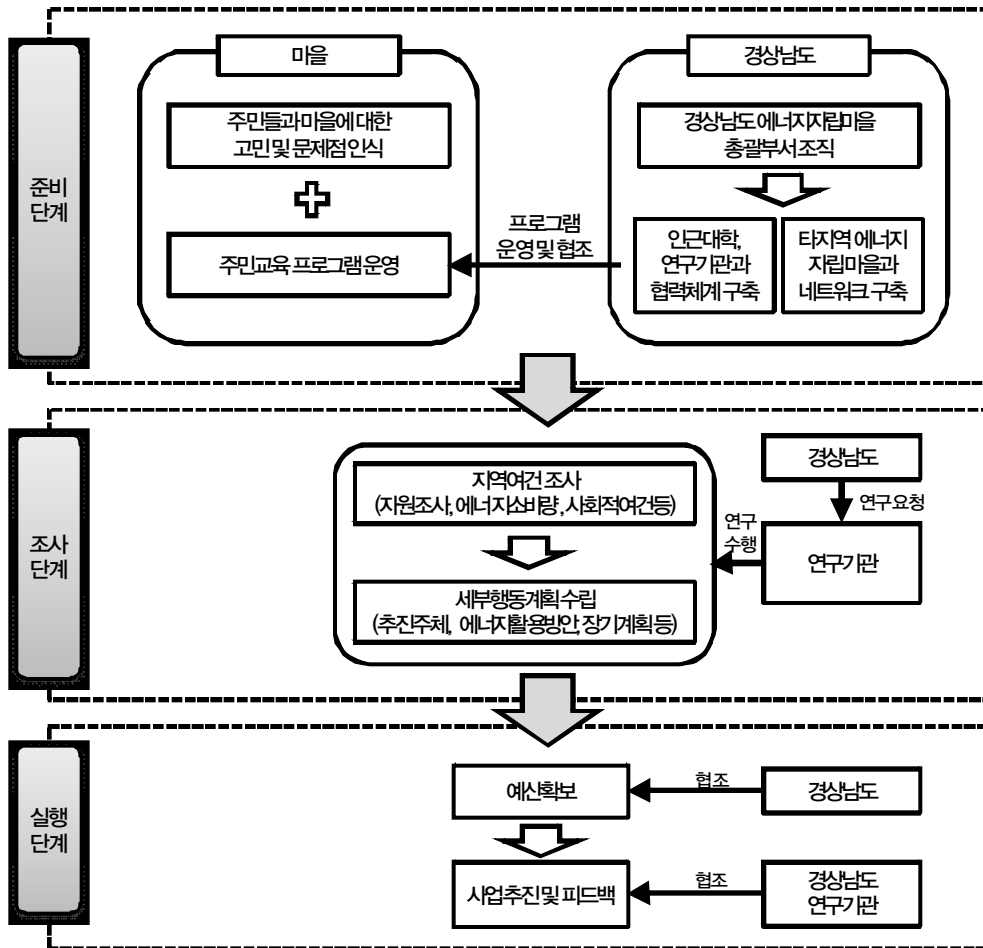 준비
단계
마을
주민들과 마을에 대한
고민 및 문제점 인식
주민교육 프로그램 운영
프로그램
운영 및 협조
경상남도
경상남도 에너지자립마을
총괄부서 조직
인근대학,
연구기관과
협력체계 구축
타지역 에너지
자립마을과
네트워크 구축
조사
단계
지역여건 조사
(자원조사, 에너지소비량, 사회적여건등)
세부행동계획 수립
(추진주체, 에너지활용방안, 장기계획 등)
연구
수행
경상남도
연구 요청
연구기관
실행
단계
예산확보
협조
경상남도
사업추진 및 피드백
협조
경상남도
연구기관